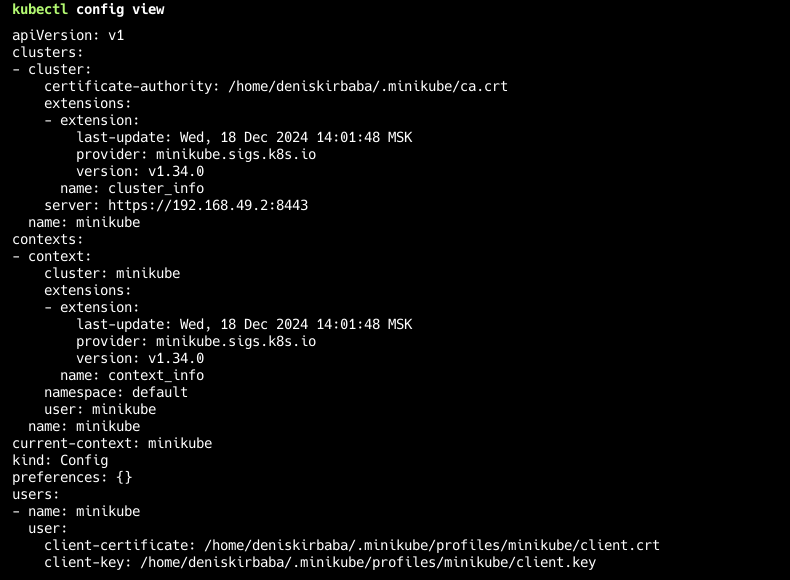 kubectl config view
apiVersion: v1
clusters:
- cluster:
    certificate-authority: /home/deniskirbaba/.minikube/ca.crt
    extensions:
    - extension:
        last-update: Wed, 18 Dec 2024 14:01:48 MSK
        provider: minikube.sigs.k8s.io
        version: v1.34.0
      name: cluster_info
    server: https://192.168.49.2:8443
  name: minikube
contexts:
- context:
    cluster: minikube
    extensions:
    - extension:
        last-update: Wed, 18 Dec 2024 14:01:48 MSK
        provider: minikube.sigs.k8s.io
        version: v1.34.0
      name: context_info
    namespace: default
    user: minikube
  name: minikube
current-context: minikube
kind: Config
preferences: {}
users:
- name: minikube
  user:
    client-certificate: /home/deniskirbaba/.minikube/profiles/minikube/client.crt
    client-key: /home/deniskirbaba/.minikube/profiles/minikube/client.key